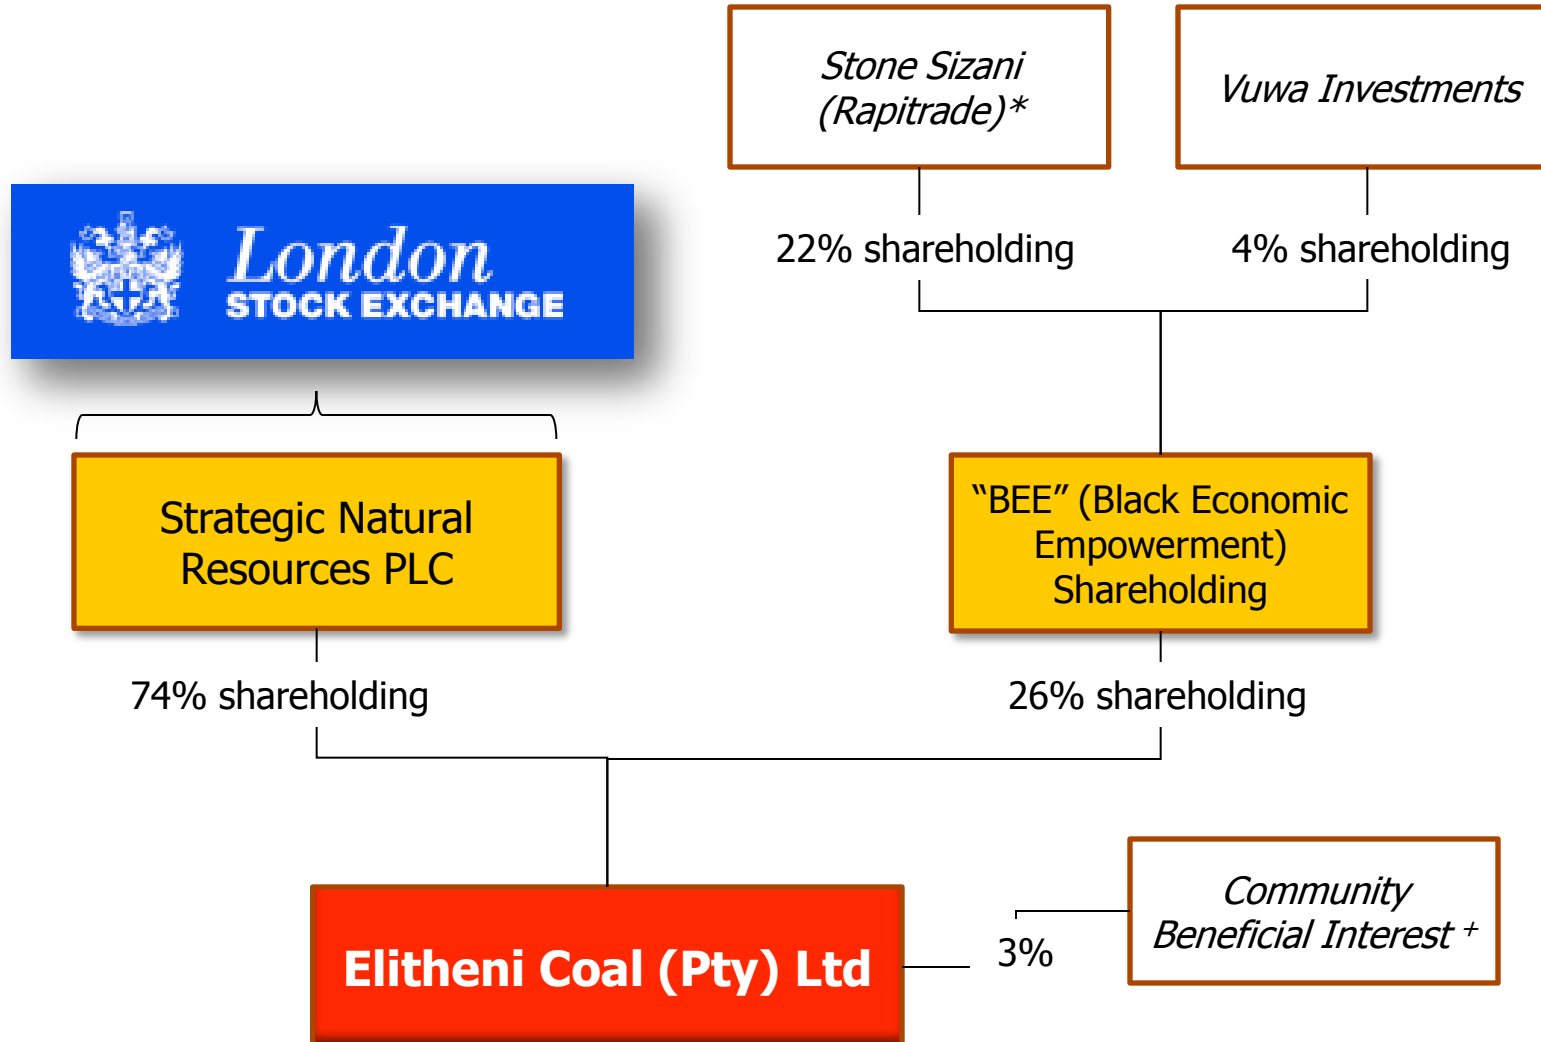 Stone Sizani
(Rapitrade)*
Vuwa Investments
London
STOCK EXCHANGE
22% shareholding
4% shareholding
Strategic Natural
Resources PLC
“BEE” (Black Economic
Empowerment)
Shareholding
74% shareholding
26% shareholding
Elitheni Coal (Pty) Ltd
3%
Community
Beneficial Interest +